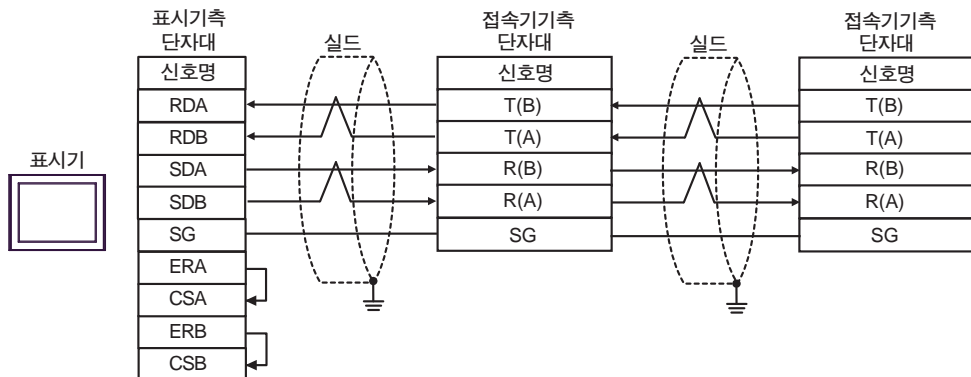 표시기측
단자대
실드
접속기기측
단자대
실드
접속기기측
단자대
신호명
신호명
신호명
RDA
T(B)
T(B)
RDB
T(A)
T(A)
표시기
SDA
R(B)
R(B)
SDB
R(A)
R(A)
SG
SG
SG
ERA
CSA
ERB
CSB